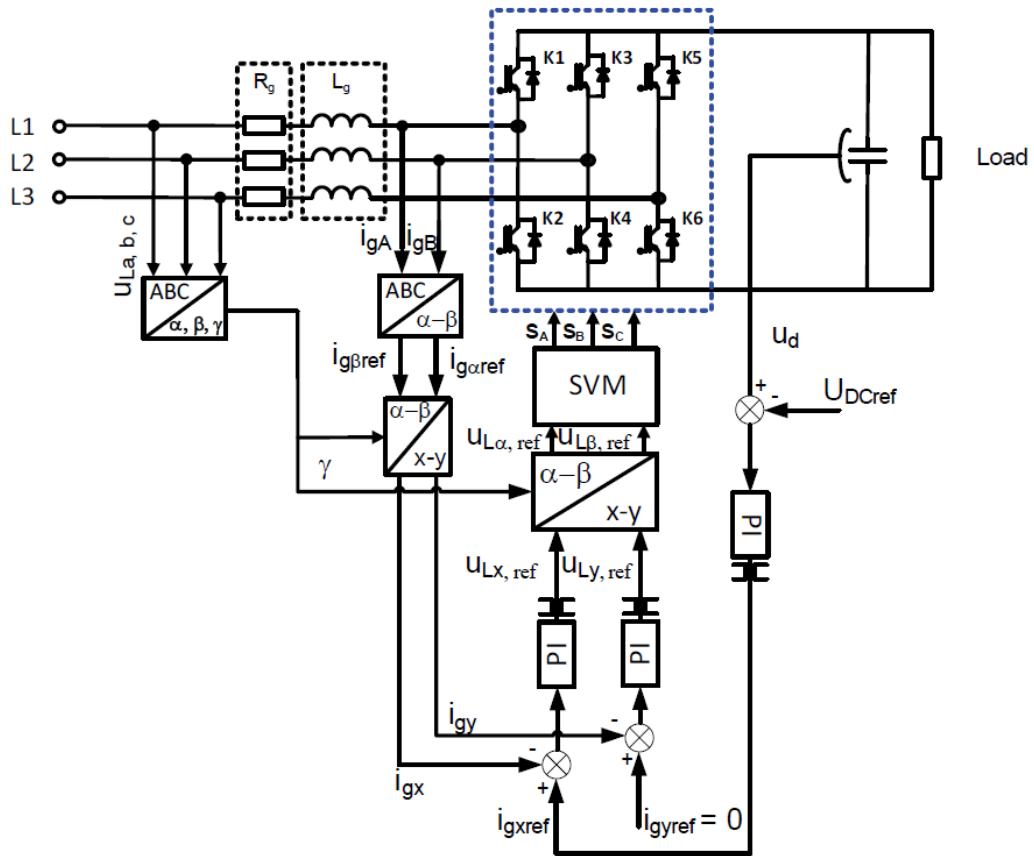 K1
K3
K5
R_g
L_g
L1
L2
L3
Load
K2
K4
K6
u_La, b, c
i_gA
i_gB
ABC
α, β, γ
ABC
α−β
S_A
S_B
S_C
u_d
i_gβref
i_gαref
SVM
+
-
U_DCref
α−β
x-y
u_Lα, ref
u_Lβ, ref
γ
α−β
x-y
PI
u_Lx, ref
u_Ly, ref
PI
PI
i_gy
-
+
-
+
i_gx
i_gxref
i_gyref = 0